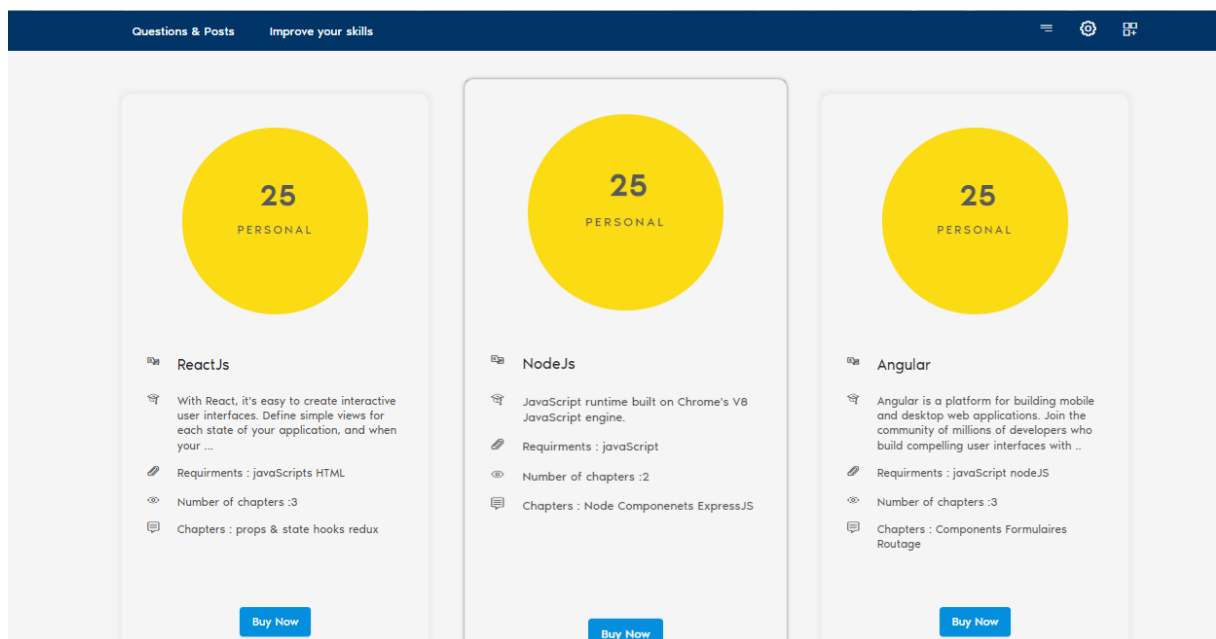 Questions & Posts
Improve your skills
25
PERSONAL
ReactJs
With React, it's easy to create interactive
user interfaces. Define simple views for
each state of your application, and when
your ...
Requirments : javaScripts HTML
Number of chapters :3
Chapters : props & state hooks redux
Buy Now
25
PERSONAL
NodeJs
JavaScript runtime built on Chrome's V8
JavaScript engine.
Requirments : javaScript
Number of chapters :2
Chapters : Node Componenets ExpressJS
Buy Now
25
PERSONAL
Angular
Angular is a platform for building mobile
and desktop web applications. Join the
community of millions of developers who
build compelling user interfaces with ..
Requirments : javaScript nodeJS
Number of chapters :3
Chapters : Components Formulaires
Routage
Buy Now